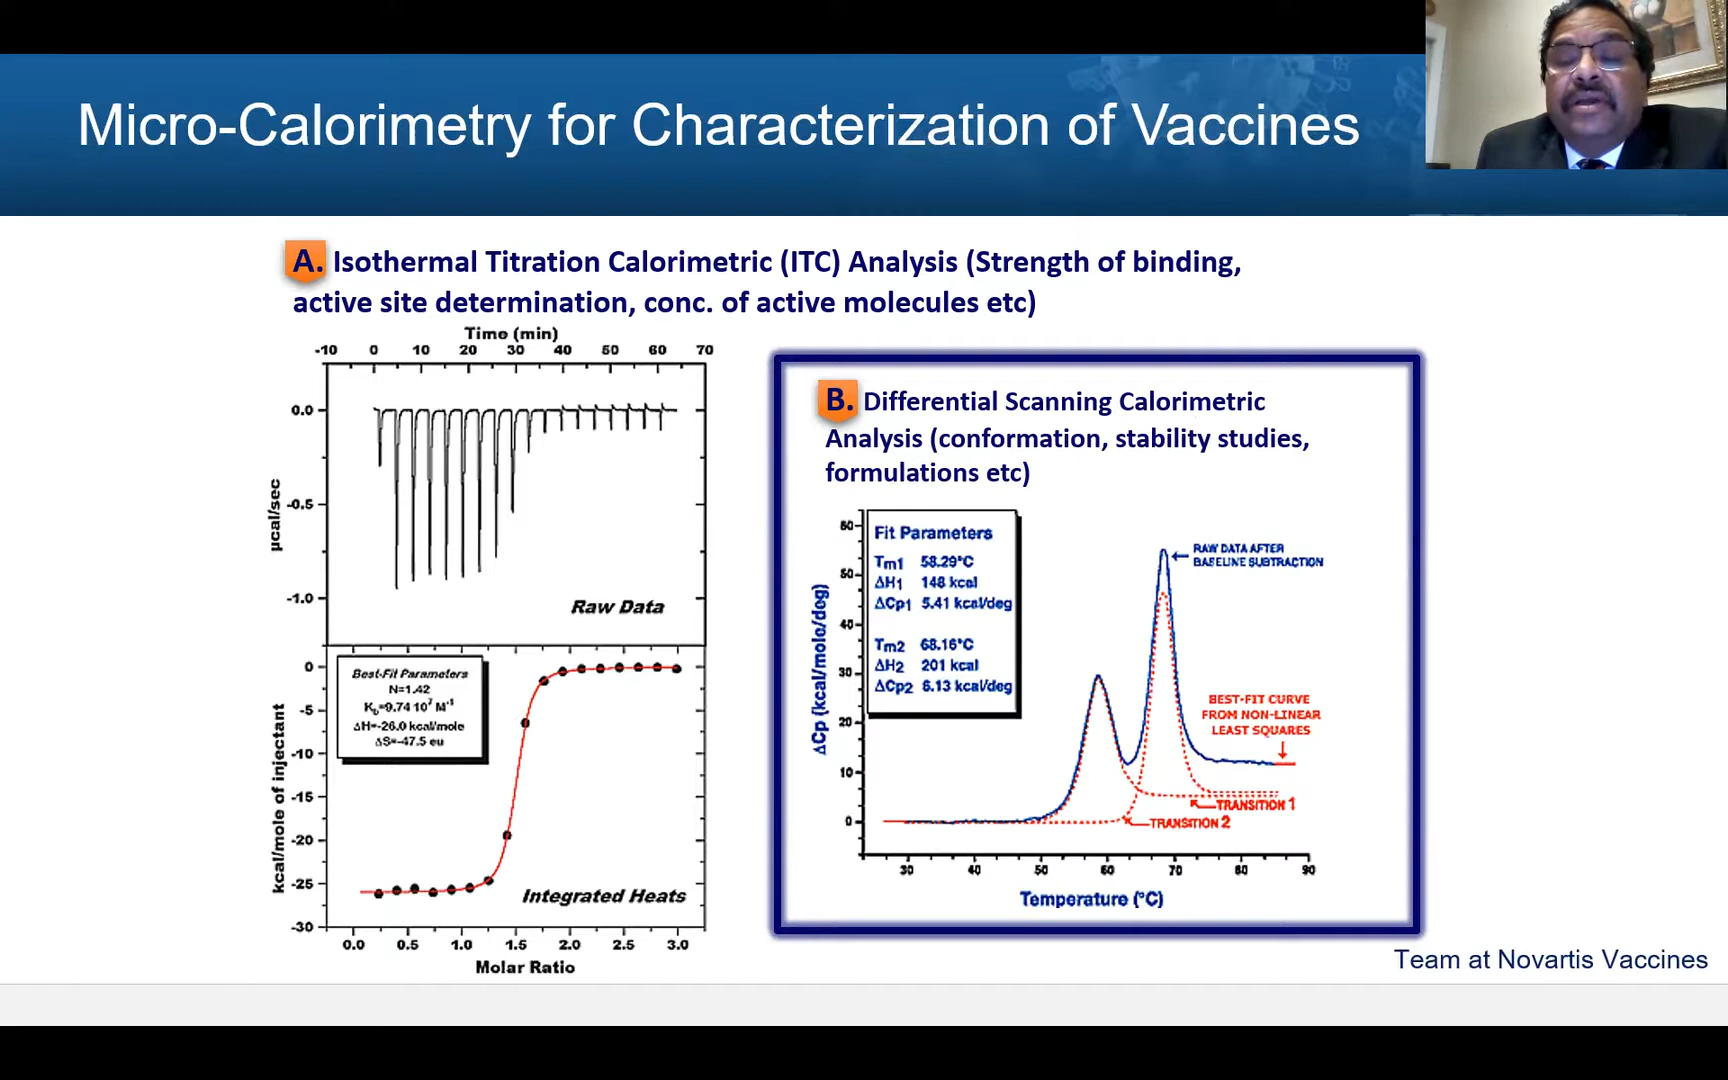 Micro-Calorimetry for Characterization of Vaccines
A. Isothermal Titration Calorimetric (ITC) Analysis (Strength of binding,
active site determination, conc. of active molecules etc)
Time (min)
-10 0 10 20 30 40 50 60 70
0.0
-0.5
-1.0
µcal/sec
Raw Data
0
-5
-10
-15
-20
-25
-30
kcal/mole of injectant
Best-Fit Parameters
N=1.42
Kb=9.74 10⁷ M⁻¹
ΔH=-26.0 kcal/mole
ΔS=-47.5 eu
Integrated Heats
0.0 0.5 1.0 1.5 2.0 2.5 3.0
Molar Ratio
B. Differential Scanning Calorimetric
Analysis (conformation, stability studies,
formulations etc)
60
50
40
30
20
10
0
ΔCp (kcal/mole/deg)
Fit Parameters
Tm1 58.29°C
ΔH1 148 kcal
ΔCp1 5.41 kcal/deg
Tm2 68.16°C
ΔH2 201 kcal
ΔCp2 6.13 kcal/deg
RAW DATA AFTER
BASELINE SUBTRACTION
BEST-FIT CURVE
FROM NON-LINEAR
LEAST SQUARES
TRANSITION 1
TRANSITION 2
30 40 50 60 70 80 90
Temperature (°C)
Team at Novartis Vaccines